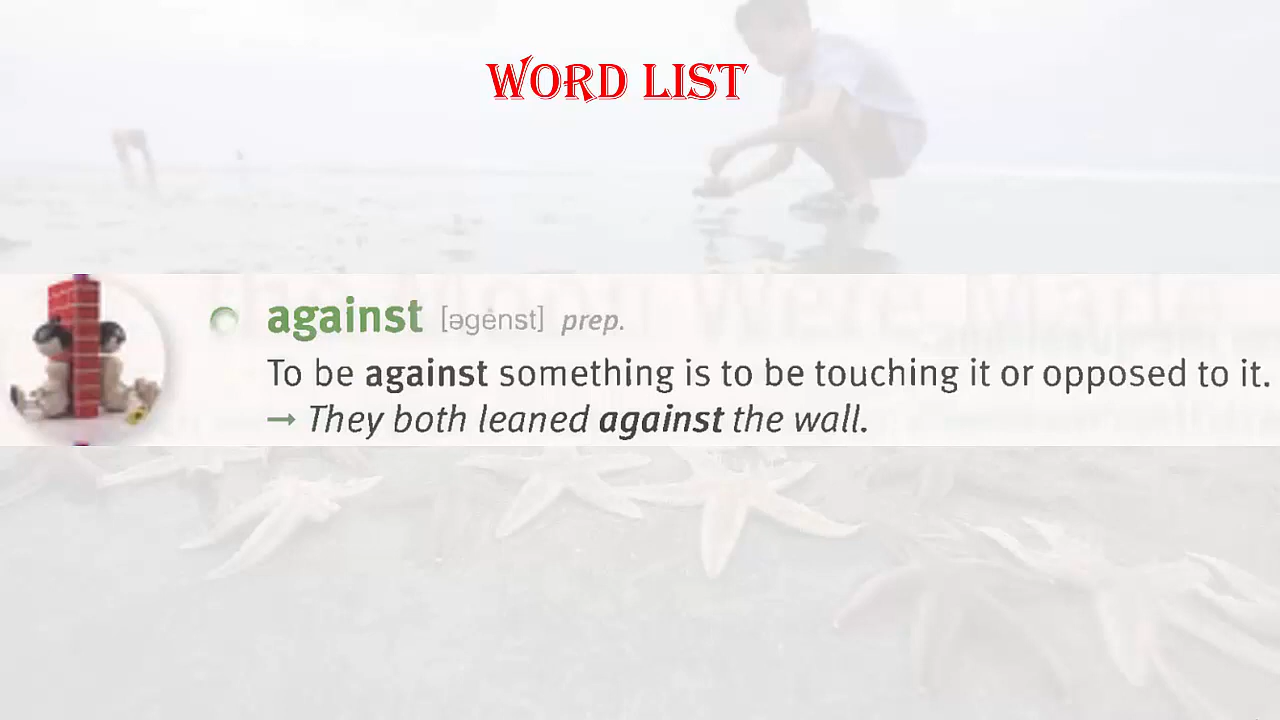 WORD LIST
against [əgénst] prep.
To be against something is to be touching it or opposed to it.
→ They both leaned against the wall.